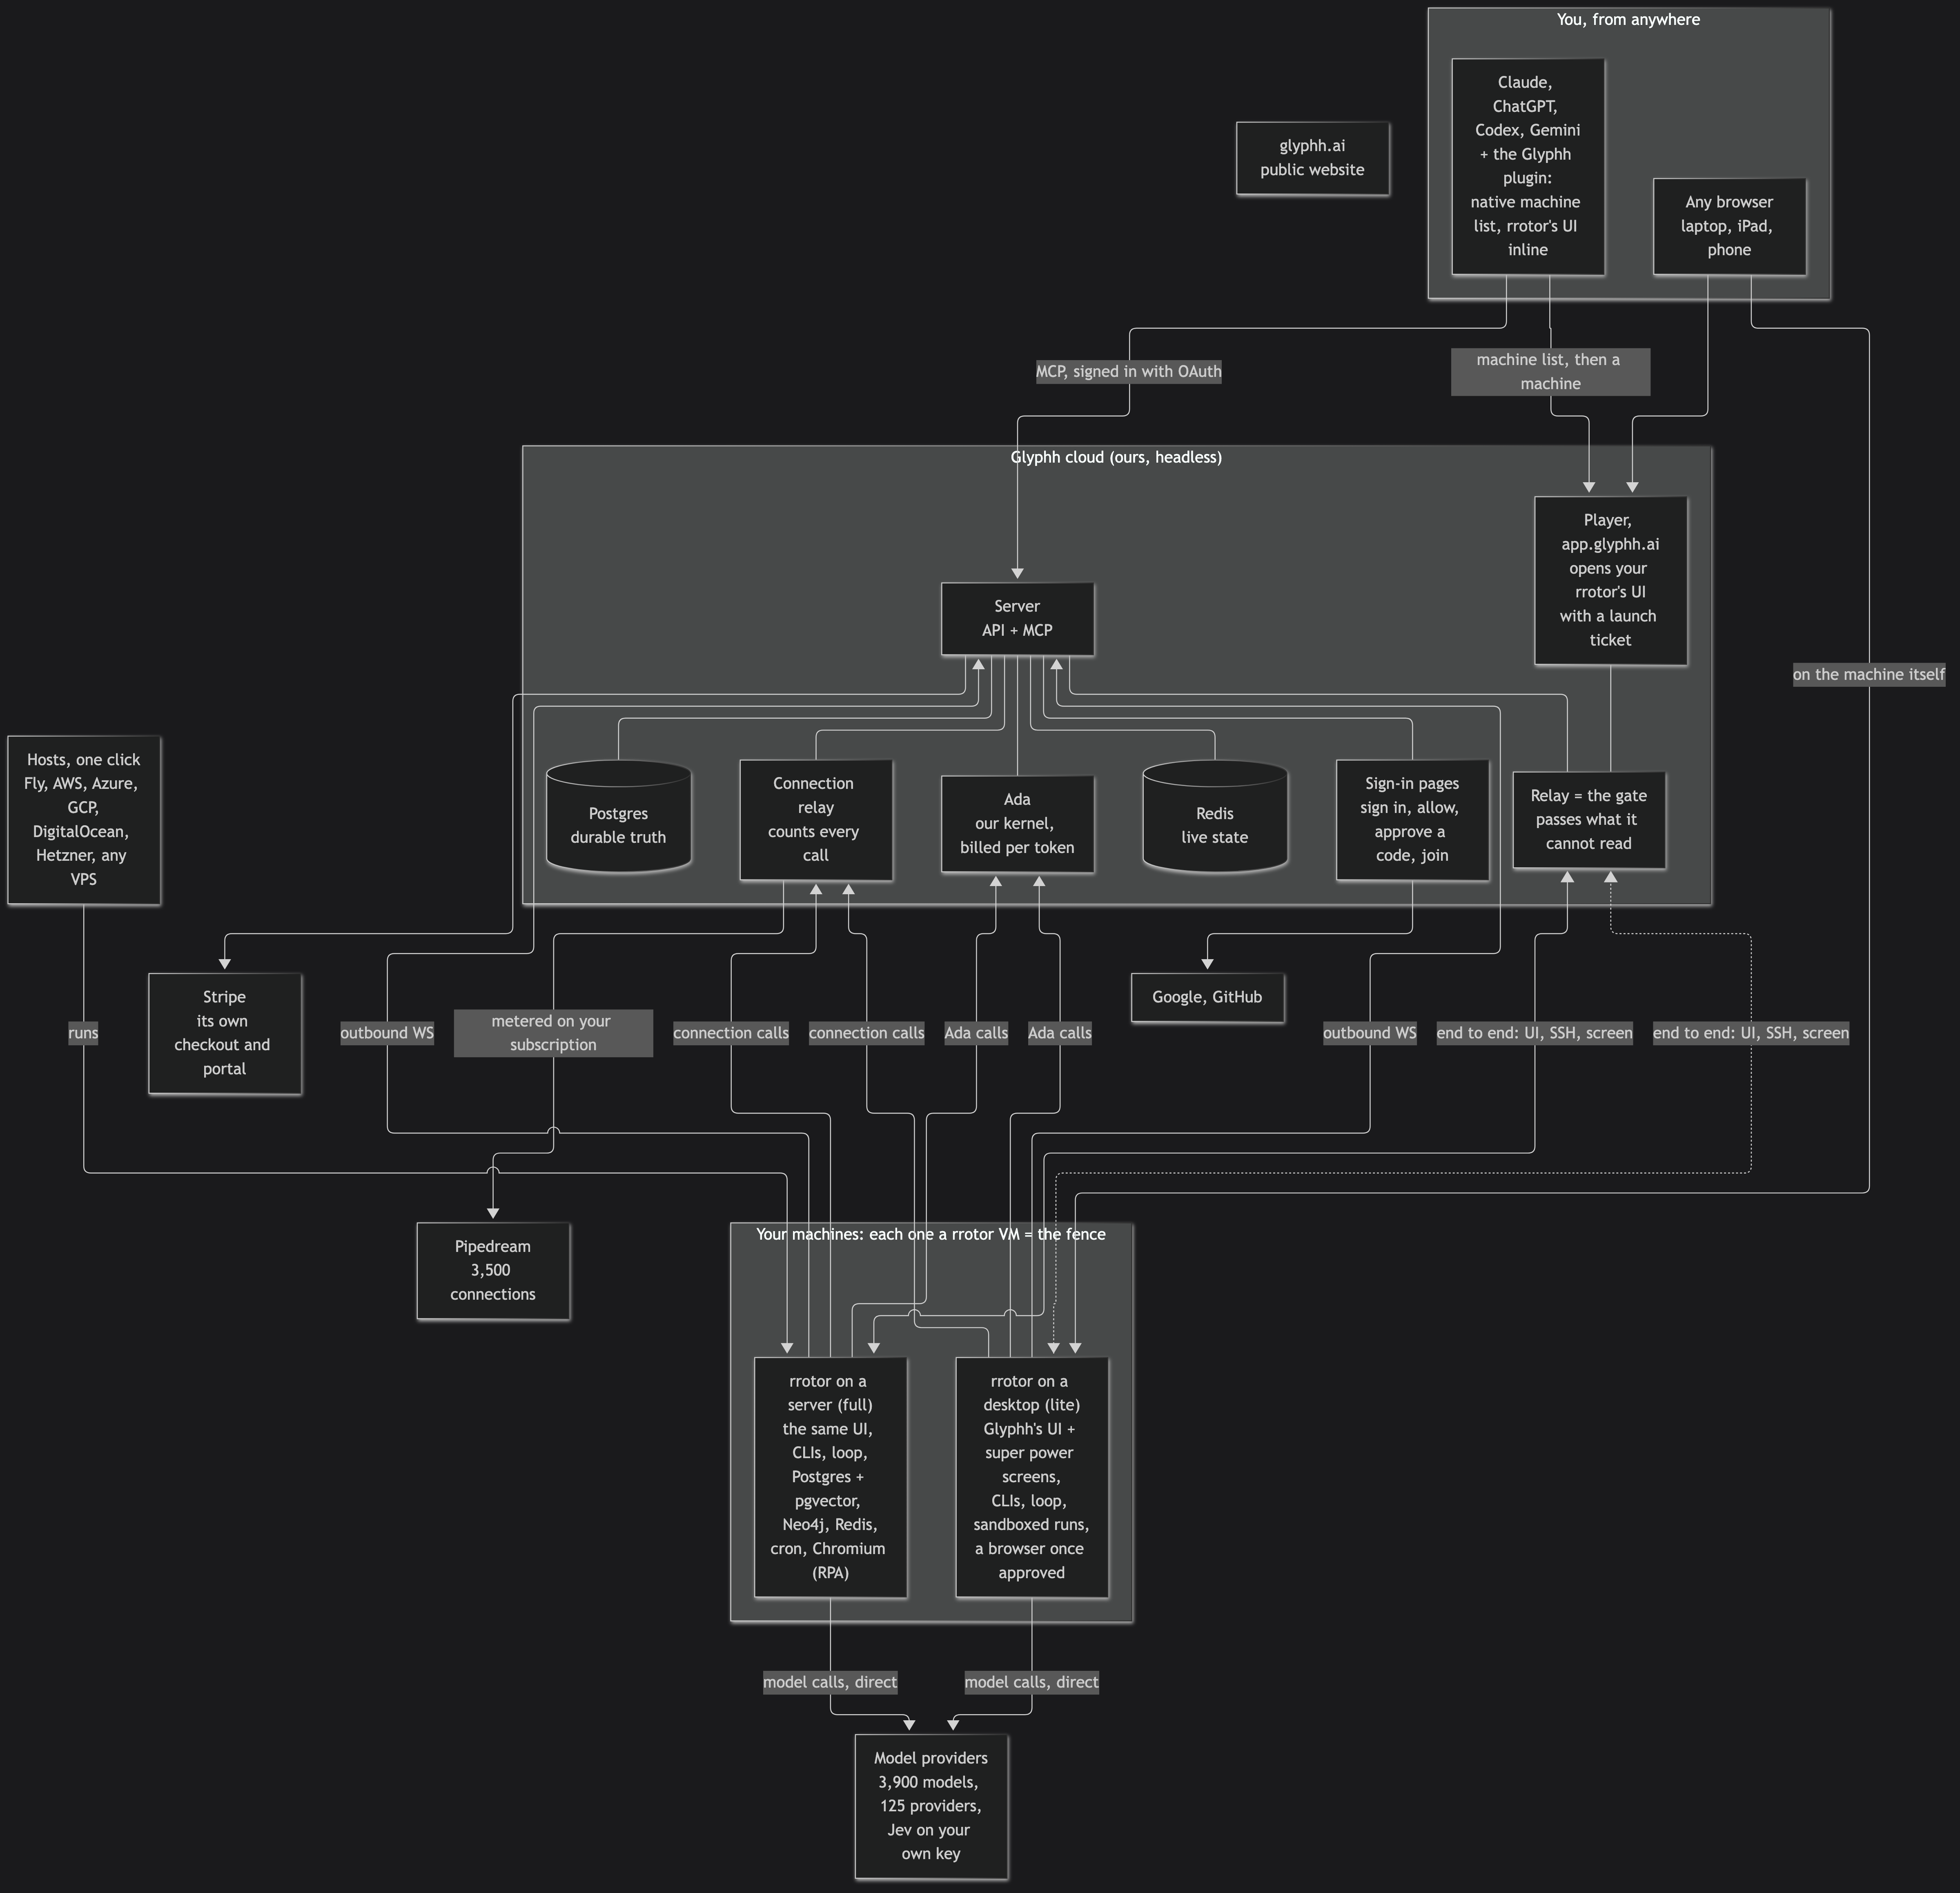 You, from anywhere
Claude,
ChatGPT,
Codex, Gemini
+ the Glyphh
plugin:
native machine
list, rrotor's UI
inline
Any browser
laptop, iPad,
phone
glyphh.ai
public website
MCP, signed in with OAuth
machine list, then a
machine
on the machine itself
Glyphh cloud (ours, headless)
Player,
app.glyphh.ai
opens your
rrotor's UI
with a launch
ticket
Server
API + MCP
Postgres
durable truth
Connection
relay
counts every
call
Ada
our kernel,
billed per token
Redis
live state
Sign-in pages
sign in, allow,
approve a
code, join
Relay = the gate
passes what it
cannot read
Hosts, one click
Fly, AWS, Azure,
GCP,
DigitalOcean,
Hetzner, any
VPS
Stripe
its own
checkout and
portal
Google, GitHub
runs
outbound WS
metered on your
subscription
connection calls
connection calls
Ada calls
Ada calls
outbound WS
end to end: UI, SSH, screen
end to end: UI, SSH, screen
Pipedream
3,500
connections
Your machines: each one a rrotor VM = the fence
rrotor on a
server (full)
the same UI,
CLIs, loop,
Postgres +
pgvector,
Neo4j, Redis,
cron, Chromium
(RPA)
rrotor on a
desktop (lite)
Glyphh's UI +
super power
screens,
CLIs, loop,
sandboxed runs,
a browser once
approved
model calls, direct
model calls, direct
Model providers
3,900 models,
125 providers,
Jev on your
own key